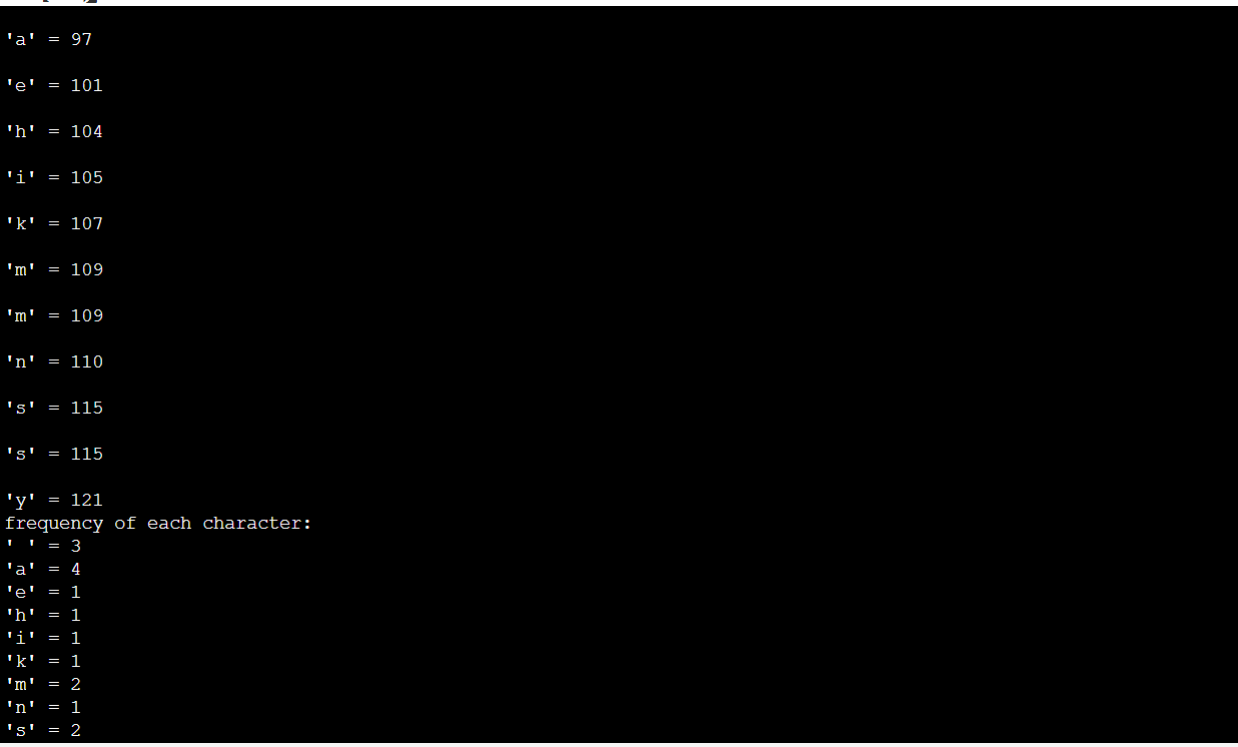 'a' = 97
'e' = 101
'h' = 104
'i' = 105
'k' = 107
'm' = 109
'm' = 109
'n' = 110
's' = 115
's' = 115
'y' = 121
frequency of each character:
' ' = 3
'a' = 4
'e' = 1
'h' = 1
'i' = 1
'k' = 1
'm' = 2
'n' = 1
's' = 2